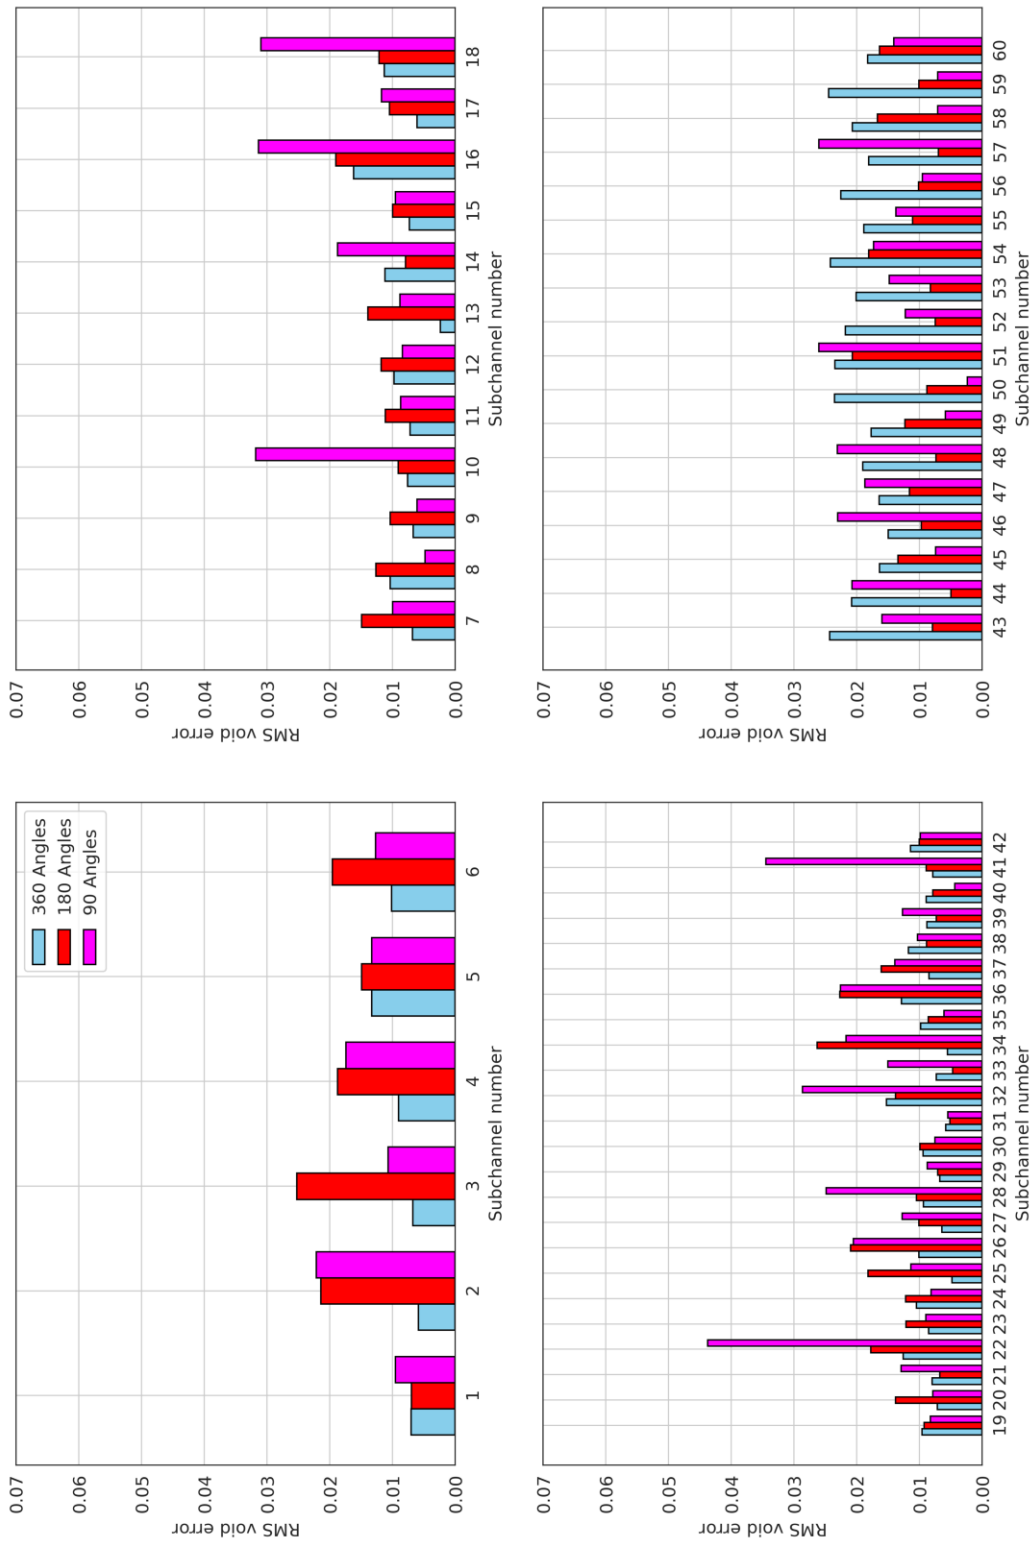 360 Angles
180 Angles
90 Angles
RMS void error
0.07
0.06
0.05
0.04
0.03
0.02
0.01
0.00
1 2 3 4 5 6
Subchannel number
RMS void error
0.07
0.06
0.05
0.04
0.03
0.02
0.01
0.00
7 8 9 10 11 12 13 14 15 16 17 18
Subchannel number
RMS void error
0.07
0.06
0.05
0.04
0.03
0.02
0.01
0.00
19 20 21 22 23 24 25 26 27 28 29 30 31 32 33 34 35 36 37 38 39 40 41 42
Subchannel number
RMS void error
0.07
0.06
0.05
0.04
0.03
0.02
0.01
0.00
43 44 45 46 47 48 49 50 51 52 53 54 55 56 57 58 59 60
Subchannel number